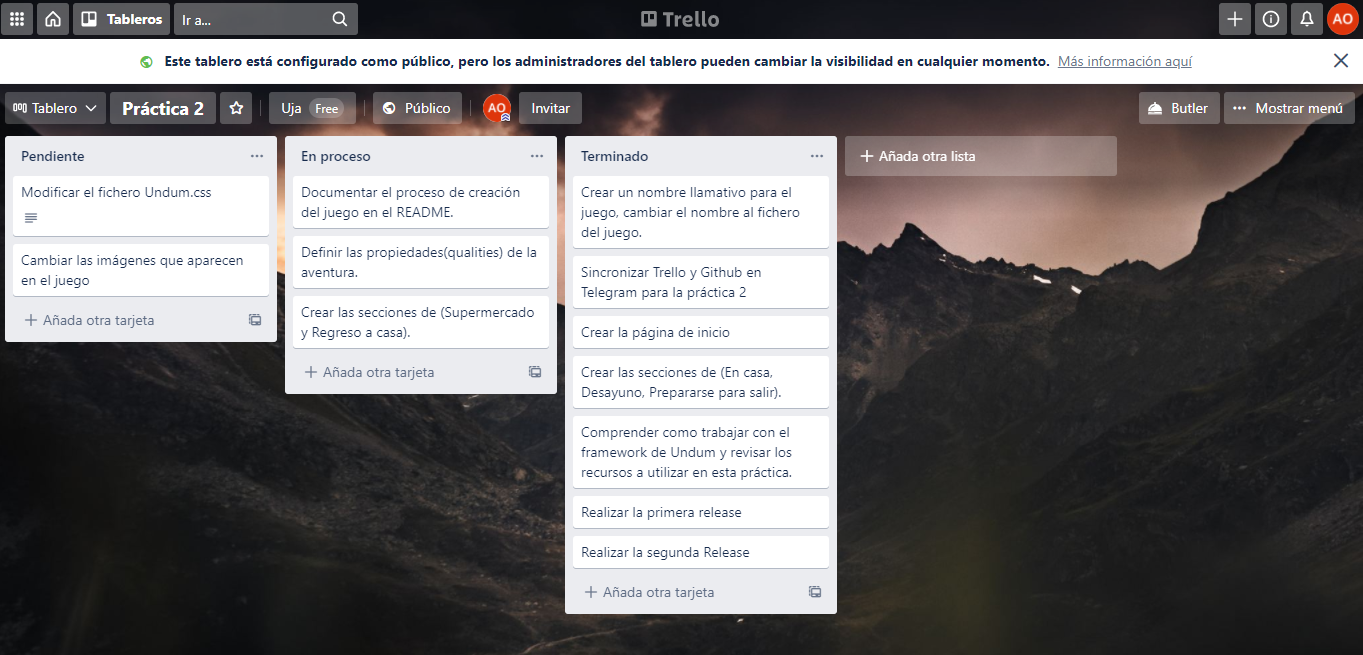 Tableros
Ir a...
Trello
AO
Este tablero está configurado como público, pero los administradores del tablero pueden cambiar la visibilidad en cualquier momento. Más información aquí
Tablero
Práctica 2
Uja Free
Público
AO
Invitar
Butler
Mostrar menú
Pendiente
Modificar el fichero Undum.css
Cambiar las imágenes que aparecen
en el juego
Añada otra tarjeta
En proceso
Documentar el proceso de creación
del juego en el README.
Definir las propiedades(qualities) de la
aventura.
Crear las secciones de (Supermercado
y Regreso a casa).
Añada otra tarjeta
Terminado
Crear un nombre llamativo para el
juego, cambiar el nombre al fichero
del juego.
Sincronizar Trello y Github en
Telegram para la práctica 2
Crear la página de inicio
Crear las secciones de (En casa,
Desayuno, Prepararse para salir).
Comprender como trabajar con el
framework de Undum y revisar los
recursos a utilizar en esta práctica.
Realizar la primera release
Realizar la segunda Release
Añada otra tarjeta
Añada otra lista